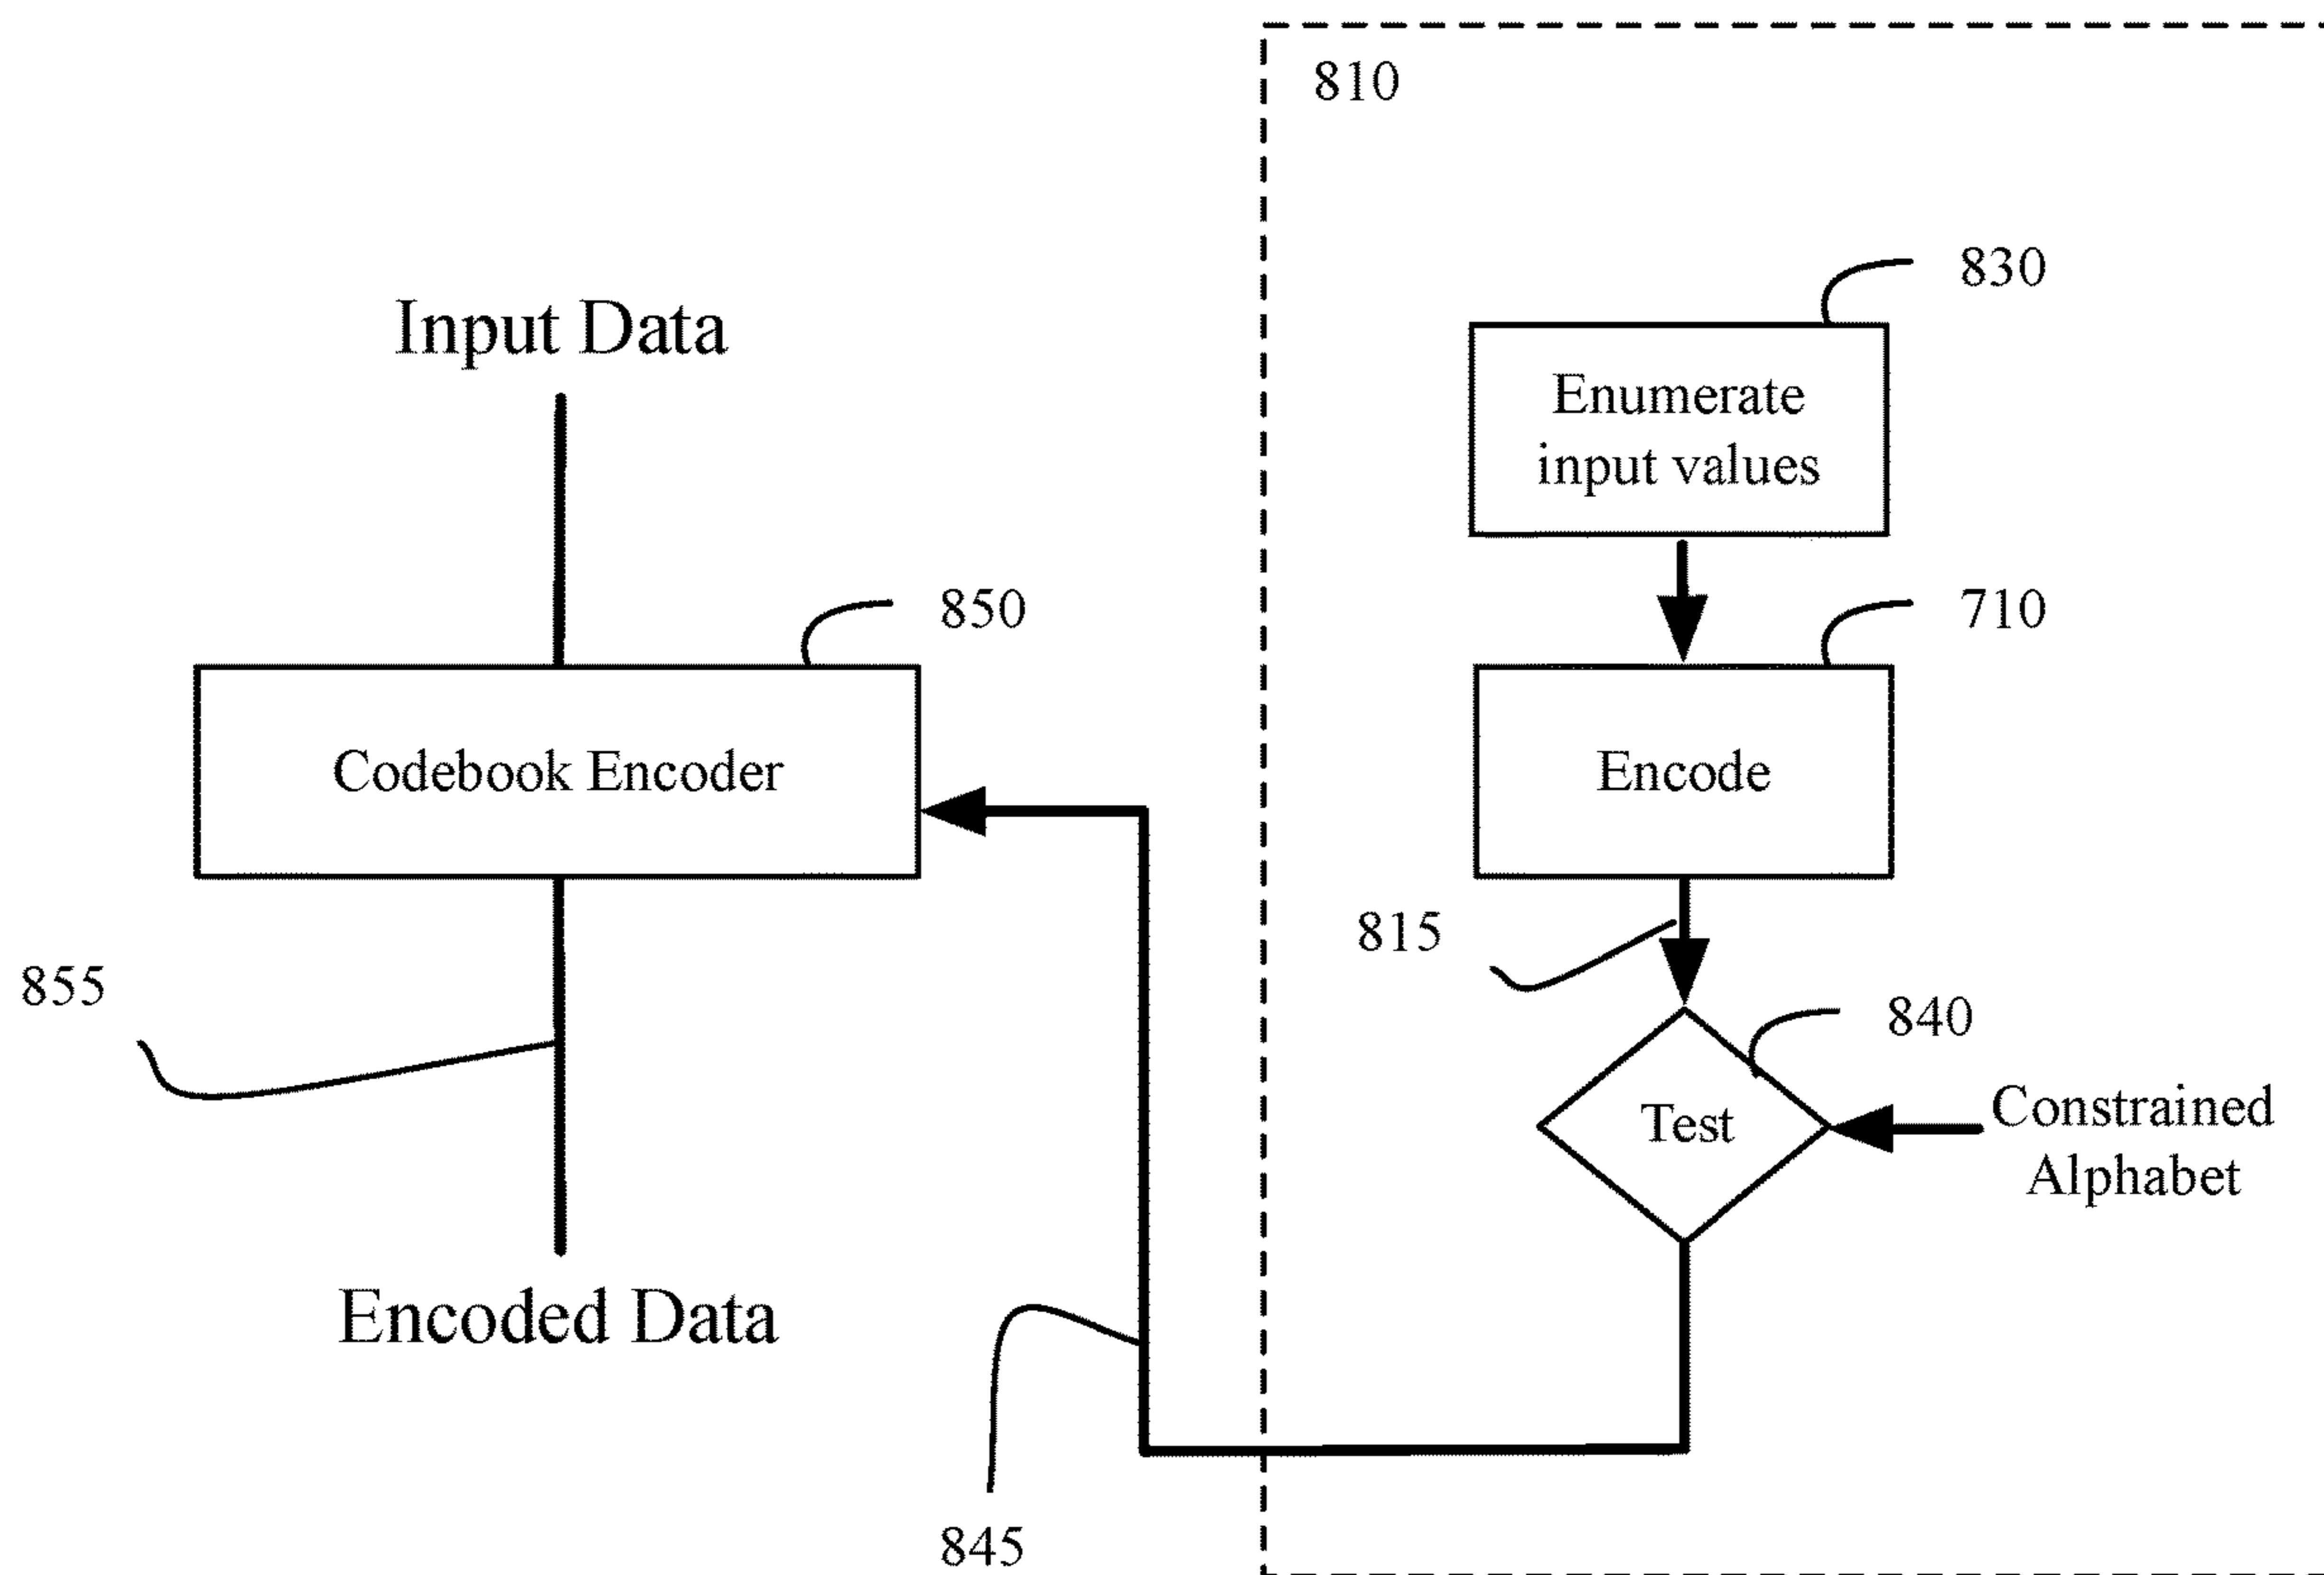 810
830
Input Data
Enumerate
input values
850
710
Codebook Encoder
Encode
815
855
840
Test
Constrained
Alphabet
Encoded Data
845